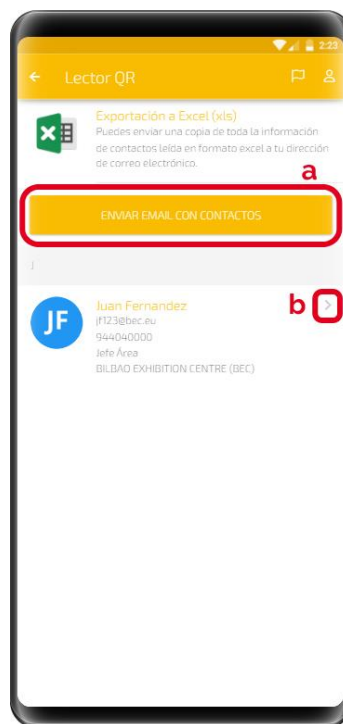 2:23
Lector QR
Exportación a Excel (xls)
Puedes enviar una copia de toda la información
de contactos leída en formato excel a tu dirección
de correo electrónico.
a
ENVIAR EMAIL CON CONTACTOS
J
JF
Juan Fernandez
b
jf123@bec.eu
944040000
Jefe Área
BILBAO EXHIBITION CENTRE (BEC)